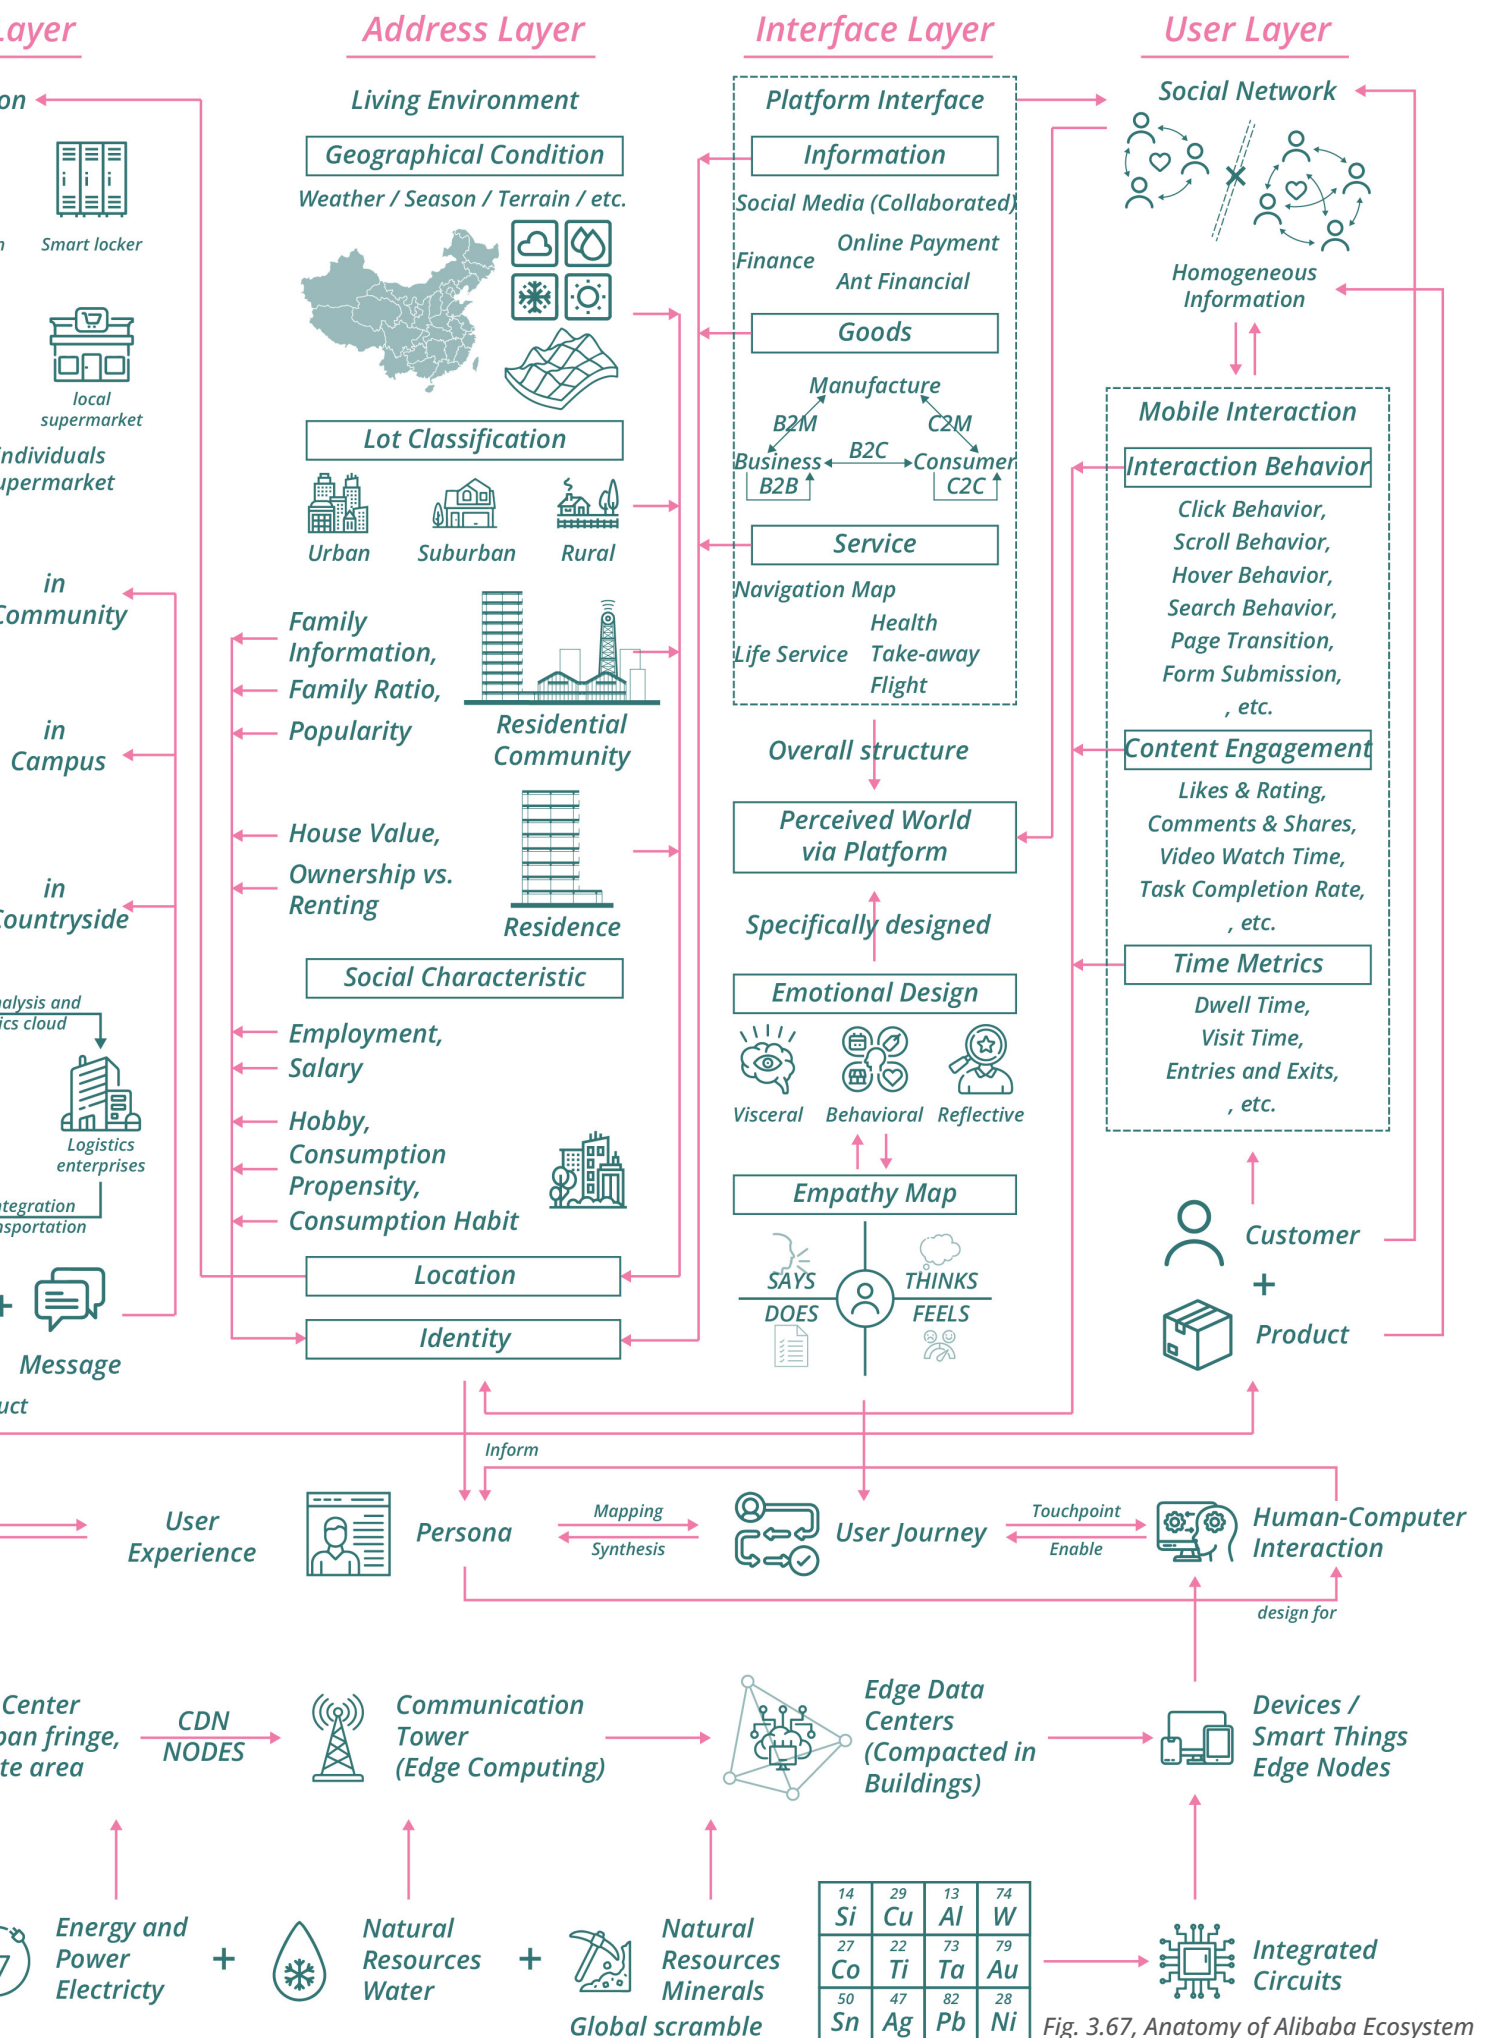 Layer
Address Layer
Interface Layer
User Layer
Living Environment
Geographical Condition
Weather / Season / Terrain / etc.
Smart locker
local
supermarket
Lot Classification
Urban
Suburban
Rural
in
in
Campus
in
Family
Information,
Family Ratio,
Popularity
Residential
Community
House Value,
Ownership vs.
Renting
Residence
Social Characteristic
Employment,
Salary
Hobby,
Consumption
Propensity,
Consumption Habit
Location
Identity
Logistics
enterprises
+
Message
Platform Interface
Information
Social Media (Collaborated)
Finance
Online Payment
Ant Financial
Goods
Manufacture
B2M
C2M
Business
B2C
Consumer
B2B
C2C
Service
Navigation Map
Life Service
Health
Take-away
Flight
Overall structure
Perceived World
via Platform
Specifically designed
Emotional Design
Visceral
Behavioral
Reflective
Empathy Map
SAYS
THINKS
DOES
FEELS
Social Network
Homogeneous
Information
Mobile Interaction
Interaction Behavior
Click Behavior,
Scroll Behavior,
Hover Behavior,
Search Behavior,
Page Transition,
Form Submission,
, etc.
Content Engagement
Likes & Rating,
Comments & Shares,
Video Watch Time,
Task Completion Rate,
, etc.
Time Metrics
Dwell Time,
Visit Time,
Entries and Exits,
, etc.
Customer
+
Product
Inform
User
Experience
Persona
Mapping
Synthesis
User Journey
Touchpoint
Enable
Human-Computer
Interaction
design for
Center
fringe,
area
CDN
NODES
Communication
Tower
(Edge Computing)
Edge Data
Centers
(Compacted in
Buildings)
Devices /
Smart Things
Edge Nodes
Energy and
Power
Electricty
+
Natural
Resources
Water
+
Natural
Resources
Minerals
Global scramble
14 29 13 74
Si Cu Al W
27 22 73 79
Co Ti Ta Au
50 47 82 28
Sn Ag Pb Ni
Integrated
Circuits
Fig. 3.67, Anatomy of Alibaba Ecosystem